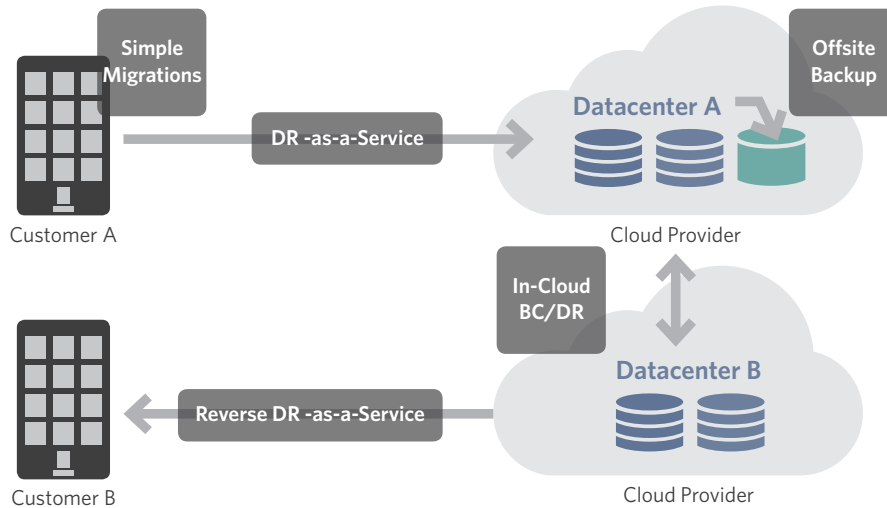 Simple
Migrations
Offsite
Backup
Datacenter A
DR -as-a-Service
Customer A
Cloud Provider
In-Cloud
BC/DR
Datacenter B
Reverse DR -as-a-Service
Customer B
Cloud Provider